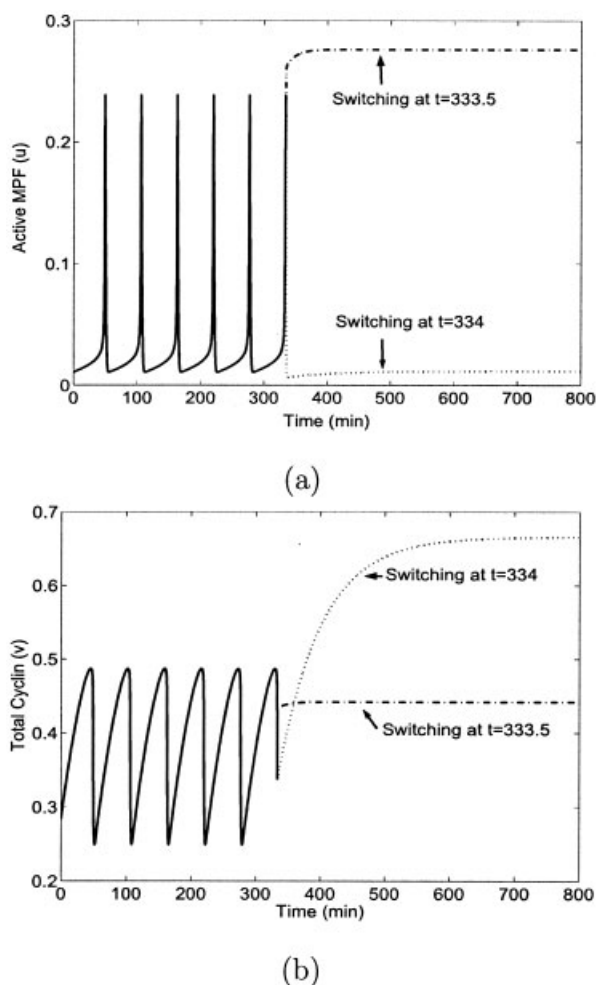 0.3
0.2
0.1
0
Active MPF (u)
Switching at t=333.5
Switching at t=334
0 100 200 300 400 500 600 700 800
Time (min)
(a)
0.7
0.6
0.5
0.4
0.3
0.2
Total Cyclin (v)
Switching at t=334
Switching at t=333.5
0 100 200 300 400 500 600 700 800
Time (min)
(b)